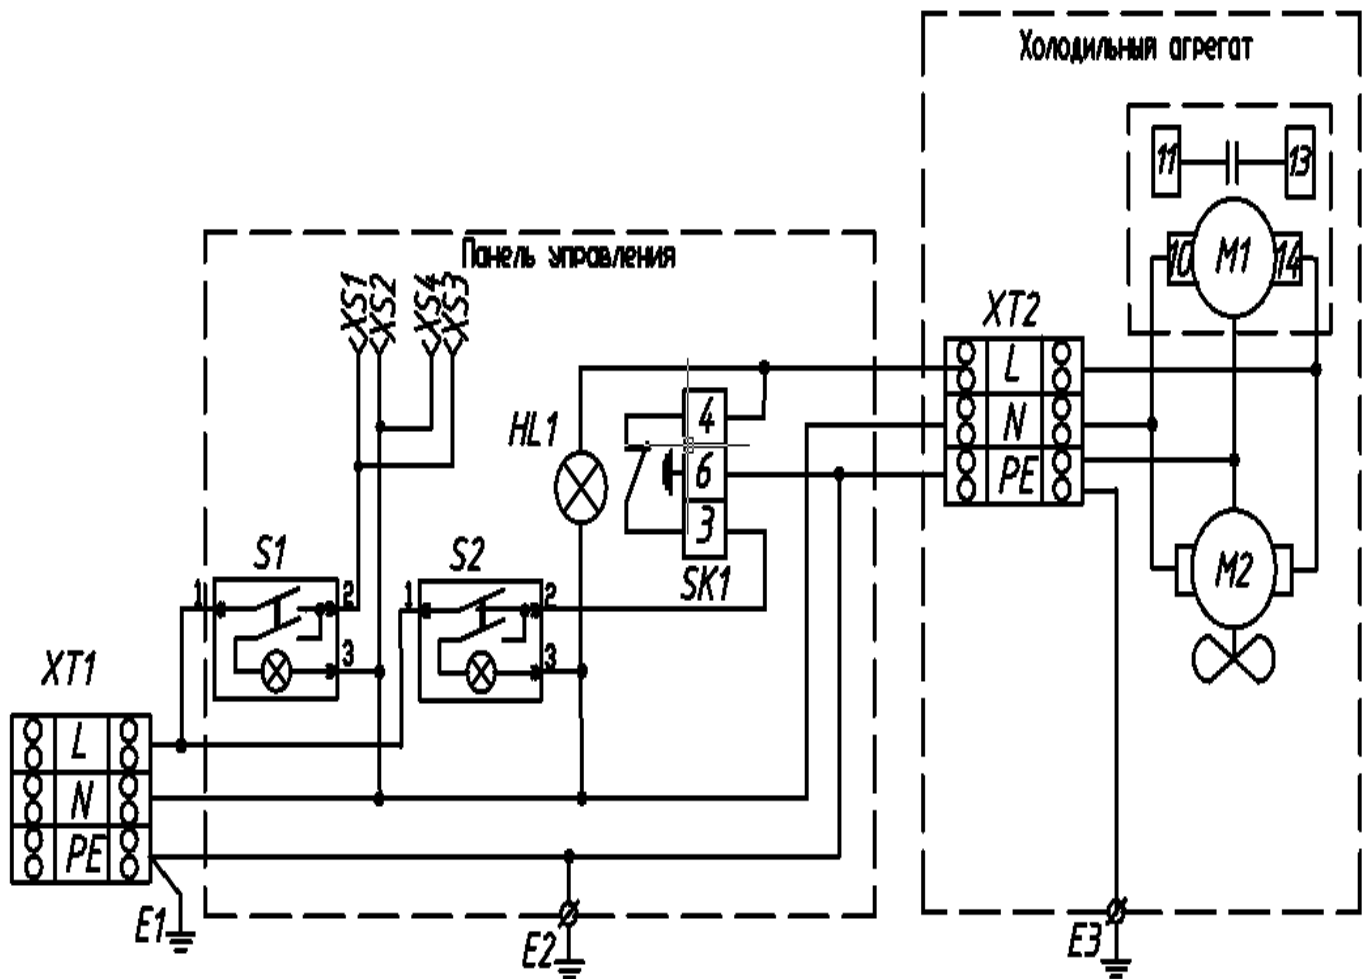 Холодильный агрегат
11
13
10
M1
14
Панель управления
XS1
XS2
XS4
XS3
XT2
L
N
PE
HL1
4
6
3
SK1
M2
S1
1
2
3
S2
1
2
3
XT1
L
N
PE
E1
E2
E3